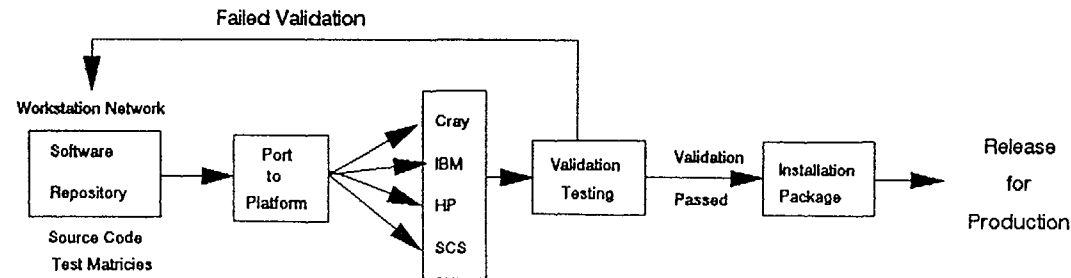 Failed Validation
Workstation Network
Software
Repository
Source Code
Test Matricies
Port
to
Platform
Cray
IBM
HP
SCS
Validation
Testing
Validation
Passed
Installation
Package
Release
for
Production